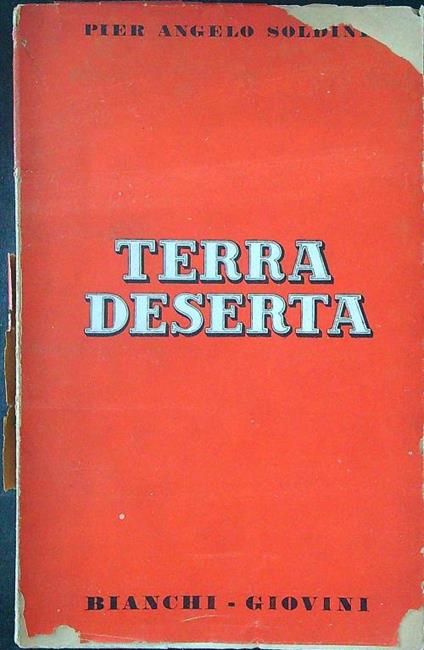 PIER ANGELO SOLDINI
TERRA
DESERTA
BIANCHI - GIOVINI